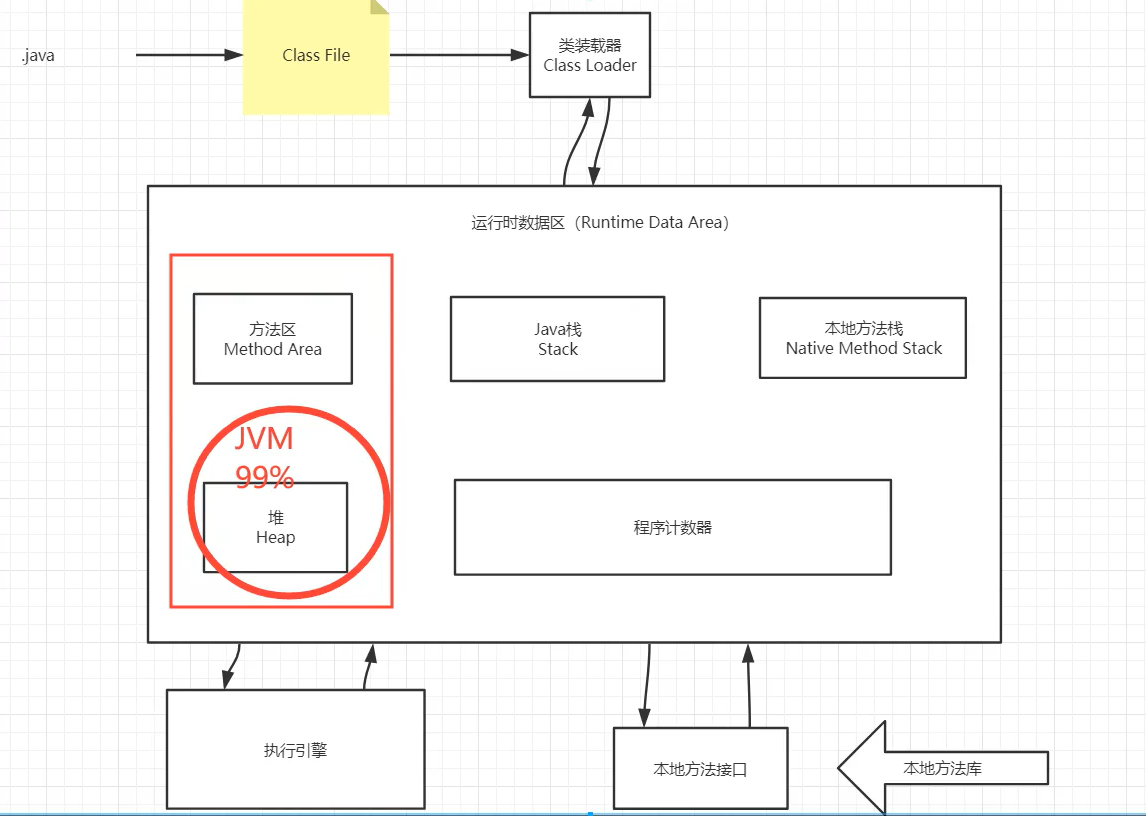 .java
Class File
类装载器
Class Loader
运行时数据区（Runtime Data Area）
方法区
Method Area
Java栈
Stack
本地方法栈
Native Method Stack
JVM
99%
堆
Heap
程序计数器
执行引擎
本地方法接口
本地方法库